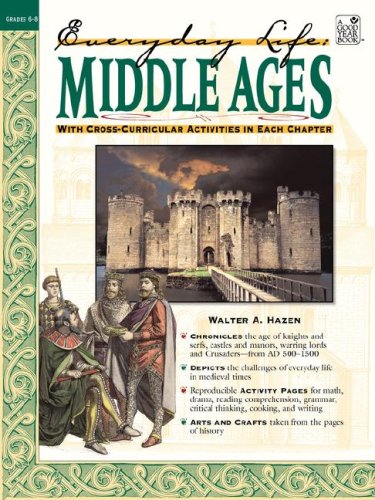 GRADES 6-8
A
GOOD
YEAR
BOOK
Everyday Life:
MIDDLE AGES
WITH CROSS-CURRICULAR ACTIVITIES IN EACH CHAPTER
WALTER A. HAZEN
CHRONICLES the age of knights and
serfs, castles and manors, warring lords
and Crusaders—from AD 500–1500
DEPICTS the challenges of everyday life
in medieval times
Reproducible ACTIVITY PAGES for math,
drama, reading comprehension, grammar,
critical thinking, cooking, and writing
ARTS AND CRAFTS taken from the pages
of history